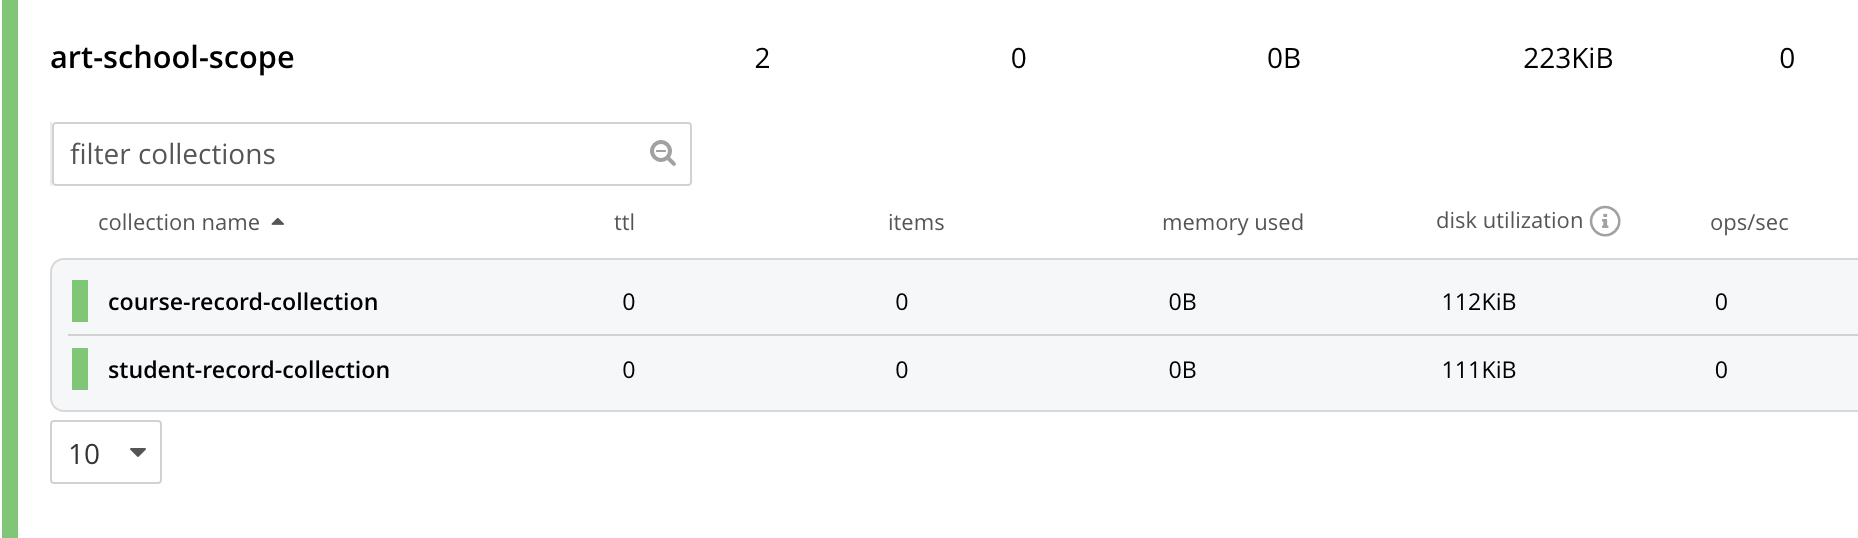 art-school-scope 2 0 0B 223KiB 0
filter collections
collection name ttl items memory used disk utilization ops/sec
course-record-collection 0 0 0B 112KiB 0
student-record-collection 0 0 0B 111KiB 0
10